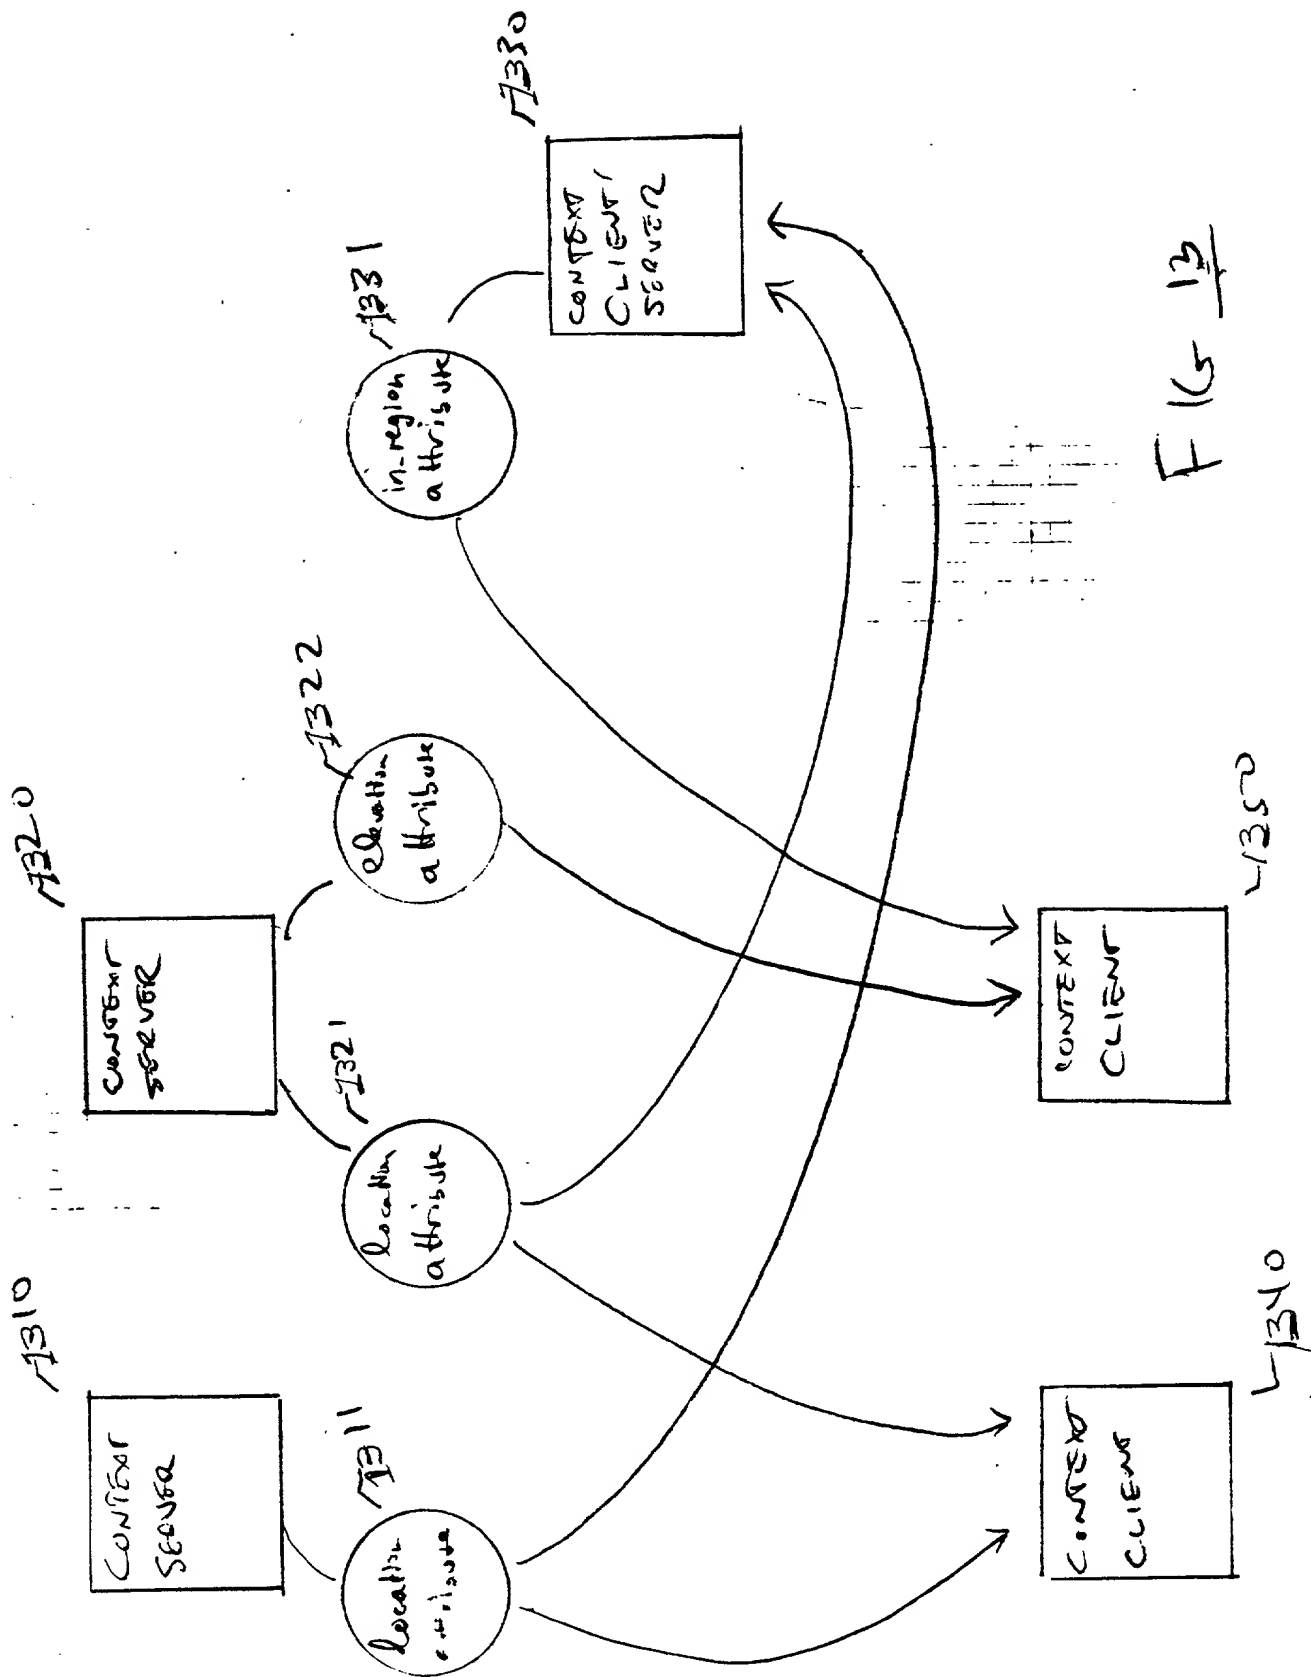 1310
CONTEXT
SERVER
1311
location
attribute
1320
CONTEXT
SERVER
1321
location
attribute
1322
elevation
attribute
1331
in-region
attribute
1330
CONTEXT
CLIENT/
SERVER
CONTEXT
CLIENT
1340
CONTEXT
CLIENT
1350
FIG 13